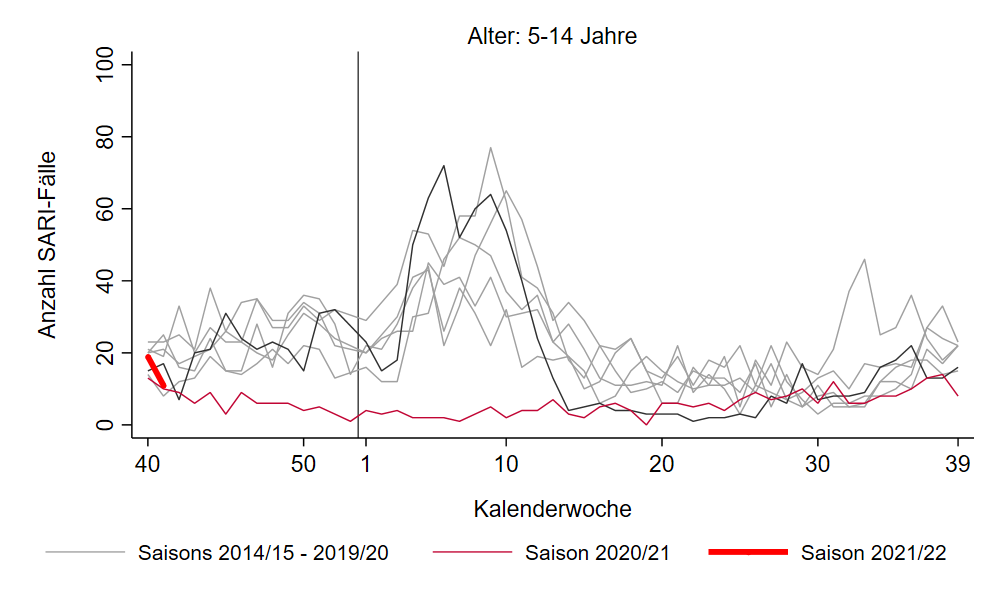 Alter: 5-14 Jahre
100
80
60
40
20
0
Anzahl SARI-Fälle
40 50 1 10 20 30 39
Kalenderwoche
Saisons 2014/15 - 2019/20 Saison 2020/21 Saison 2021/22